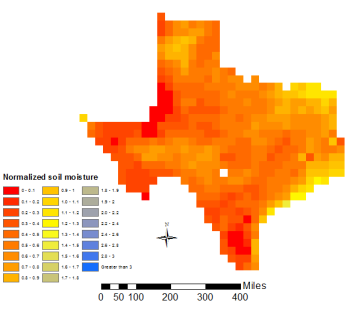 Normalized soil moisture
0 - 0.1 0.9 - 1 1.8 - 1.9
0.1 - 0.2 1.0 - 1.1 1.9 - 2
0.2 - 0.3 1.1 - 1.2 2.0 - 2.2
0.3 - 0.4 1.2 - 1.3 2.2 - 2.4
0.4 - 0.5 1.3 - 1.4 2.4 - 2.6
0.5 - 0.6 1.4 - 1.5 2.6 - 2.8
0.6 - 0.7 1.5 - 1.6 2.8 - 3
0.7 - 0.8 1.6 - 1.7 Greater than 3
0.8 - 0.9 1.7 - 1.8
Miles
0 50 100 200 300 400